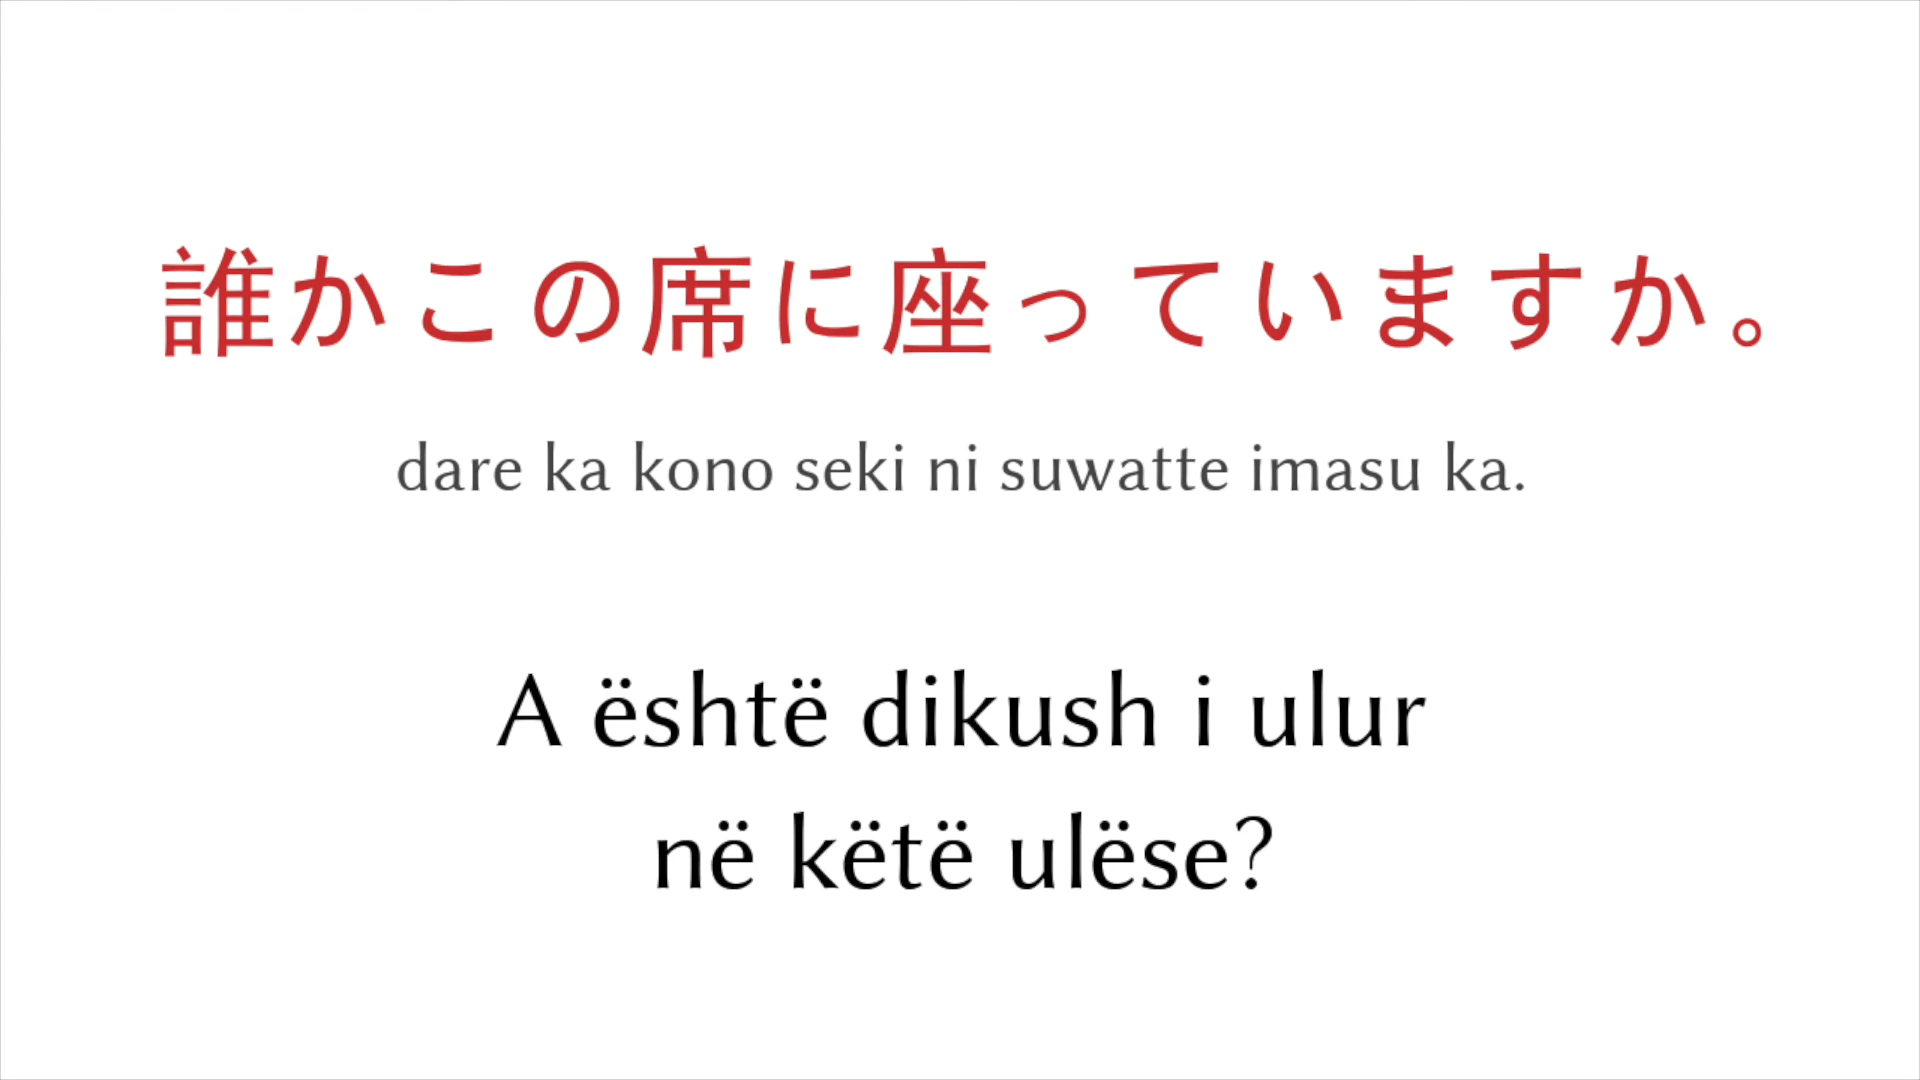 誰かこの席に座っていますか。
dare ka kono seki ni suwatte imasu ka.
A është dikush i ulur
në këtë ulëse?